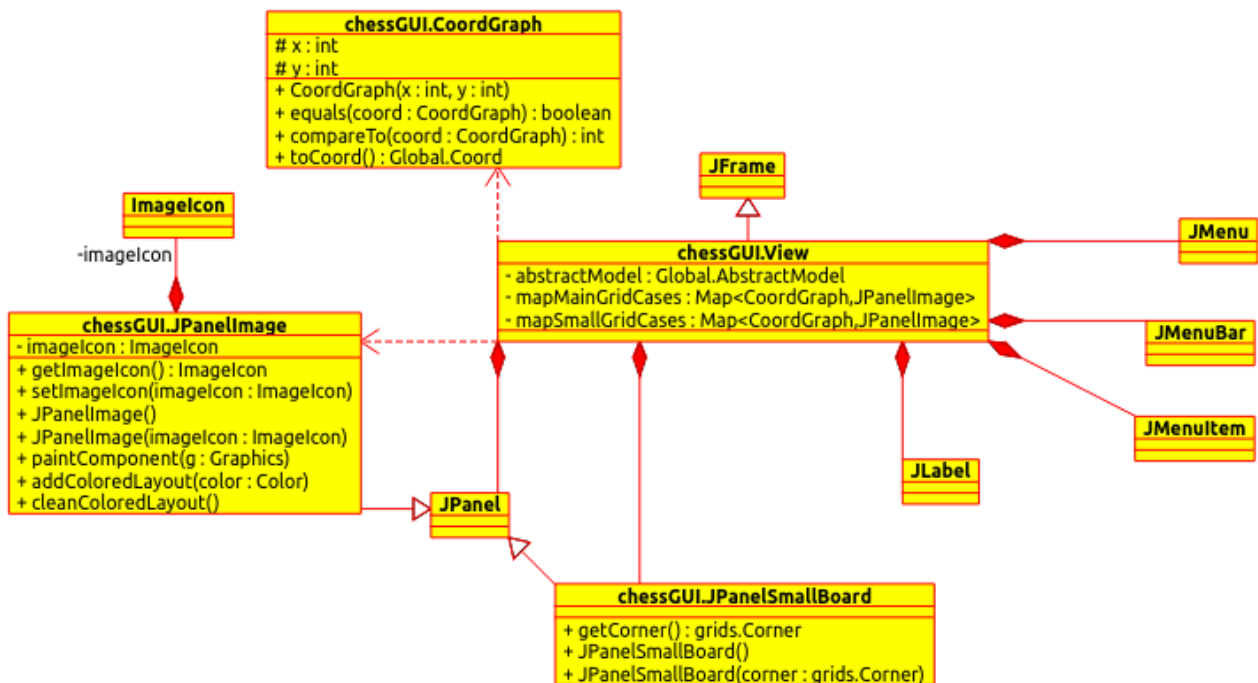 chessGUI.CoordGraph
# x : int
# y : int
+ CoordGraph(x : int, y : int)
+ equals(coord : CoordGraph) : boolean
+ compareTo(coord : CoordGraph) : int
+ toCoord() : Global.Coord
JFrame
ImageIcon
-imageIcon
JMenu
chessGUI.View
- abstractModel : Global.AbstractModel
- mapMainGridCases : Map<CoordGraph,JPanelImage>
- mapSmallGridCases : Map<CoordGraph,JPanelImage>
JMenuBar
chessGUI.JPanelImage
- imageIcon : ImageIcon
+ getImageIcon() : ImageIcon
+ setImageIcon(imageIcon : ImageIcon)
+ JPanelImage()
+ JPanelImage(imageIcon : ImageIcon)
+ paintComponent(g : Graphics)
+ addColoredLayout(color : Color)
+ cleanColoredLayout()
JMenuItem
JLabel
JPanel
chessGUI.JPanelSmallBoard
+ getCorner() : grids.Corner
+ JPanelSmallBoard()
+ JPanelSmallBoard(corner : grids.Corner)